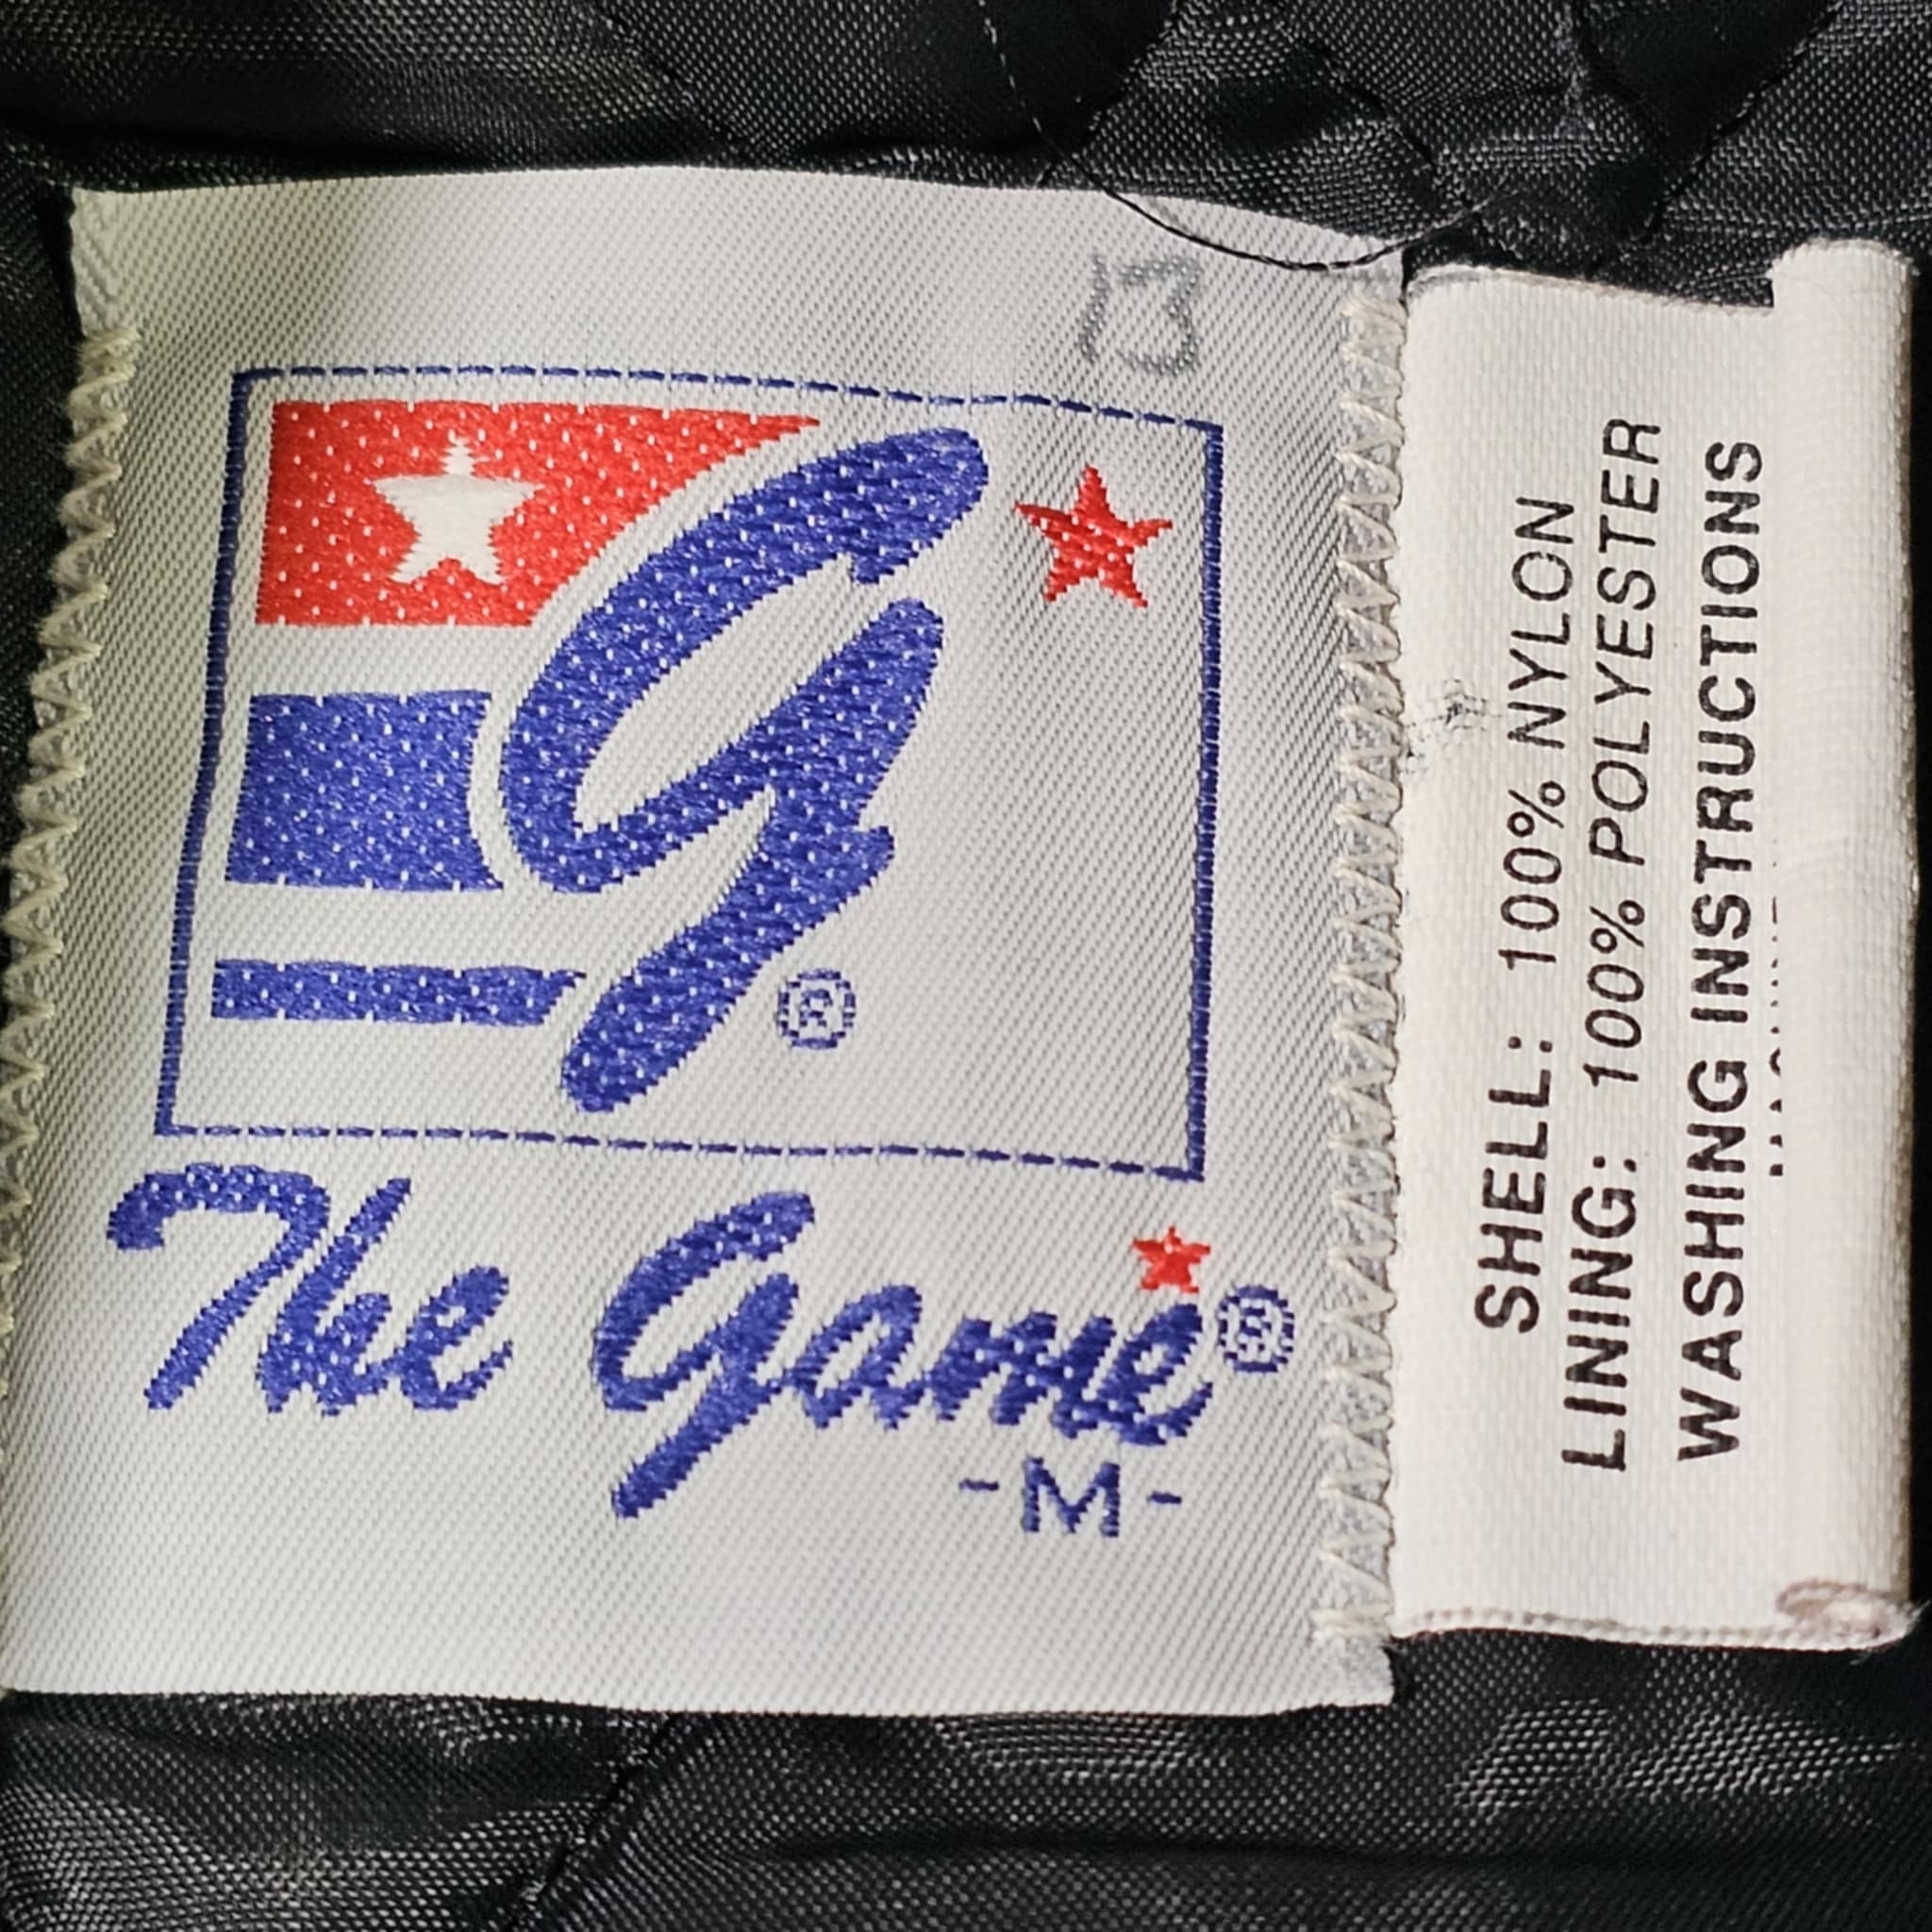 13
G
®
The Game®
-M-
SHELL: 100% NYLON
LINING: 100% POLYESTER
WASHING INSTRUCTIONS